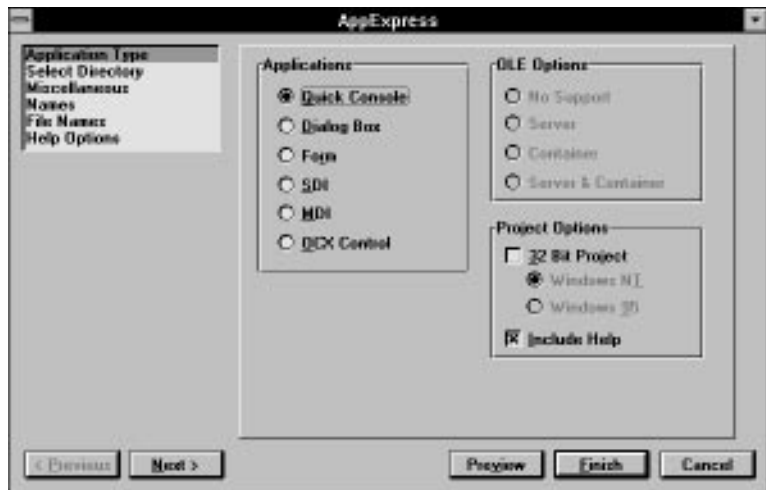 AppExpress
Application Type
Select Directory
Miscellaneous
Names
File Names
Help Options
Applications
Quick Console
Dialog Box
Form
SDI
MDI
OCX Control
OLE Options
No Support
Server
Container
Server & Container
Project Options
32 Bit Project
Windows NT
Windows 95
Include Help
< Previous
Next >
Preview
Finish
Cancel